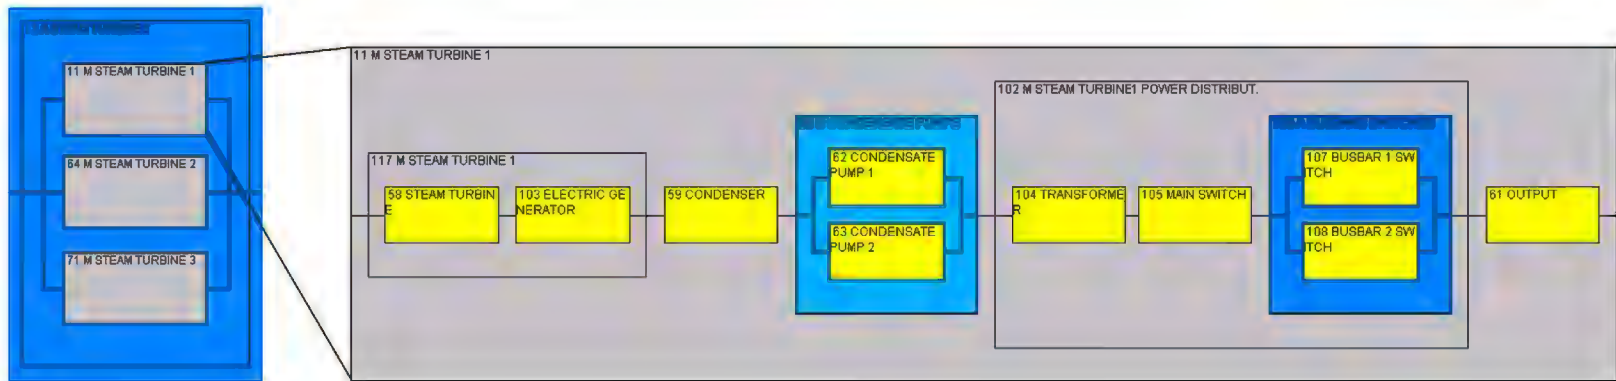 11 M STEAM TURBINE 1
64 M STEAM TURBINE 2
71 M STEAM TURBINE 3
11 M STEAM TURBINE 1
117 M STEAM TURBINE 1
58 STEAM TURBIN
E
103 ELECTRIC GE
NERATOR
59 CONDENSER
62 CONDENSATE
PUMP 1
63 CONDENSATE
PUMP 2
102 M STEAM TURBINE1 POWER DISTRIBUT.
104 TRANSFORME
R
105 MAIN SWITCH
107 BUSBAR 1 SW
ITCH
108 BUSBAR 2 SW
ITCH
61 OUTPUT